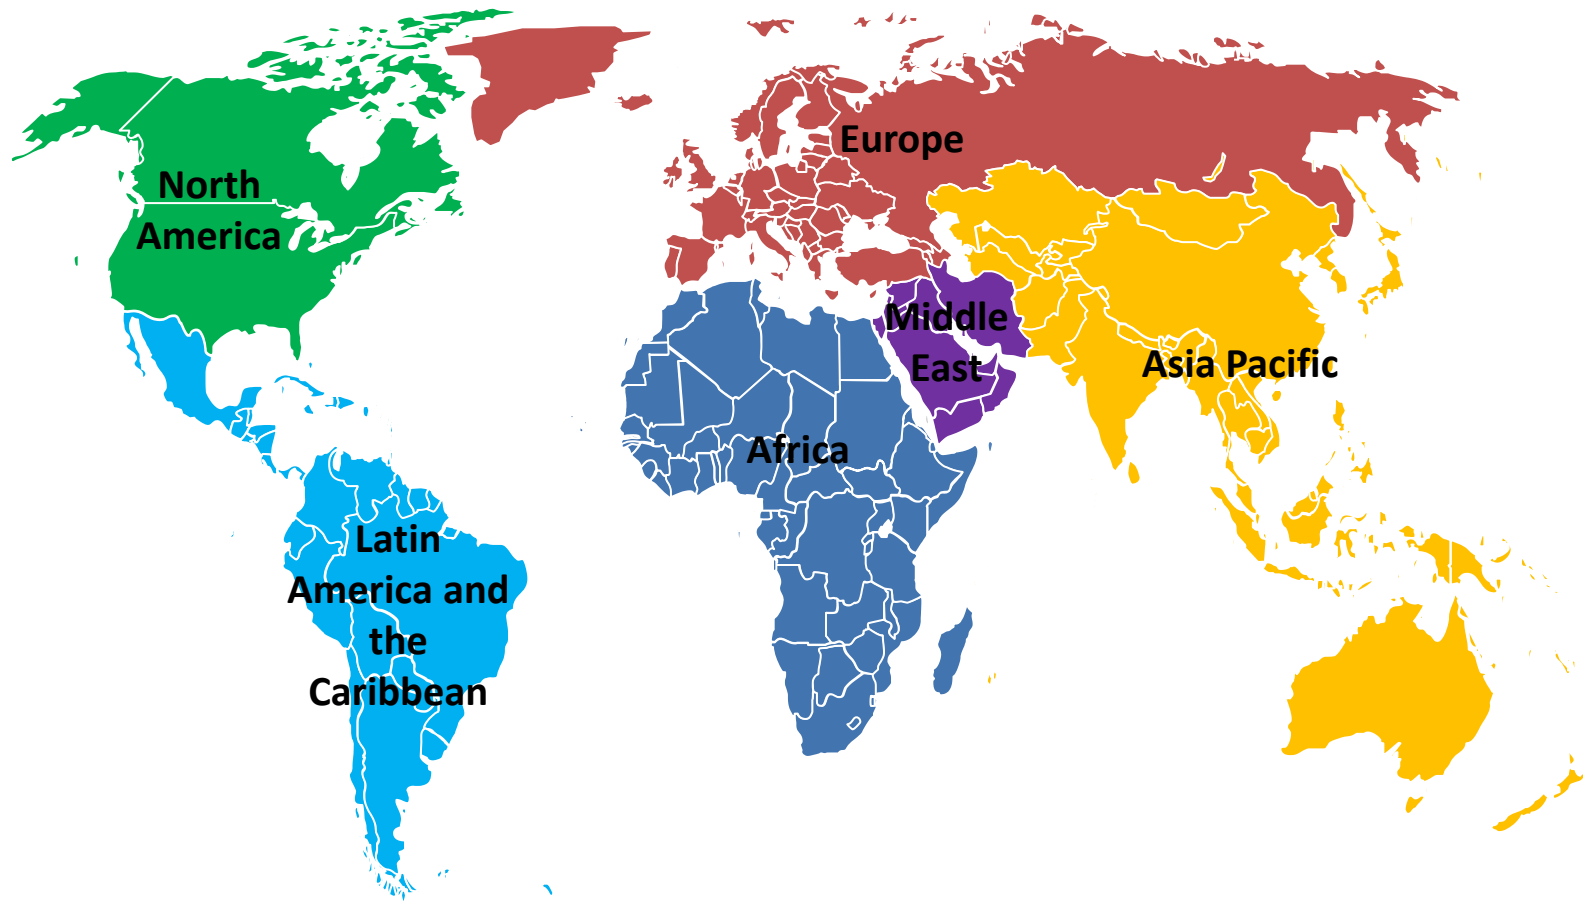 North
America
Europe
Middle
East
Asia Pacific
Africa
Latin
America and
the
Caribbean